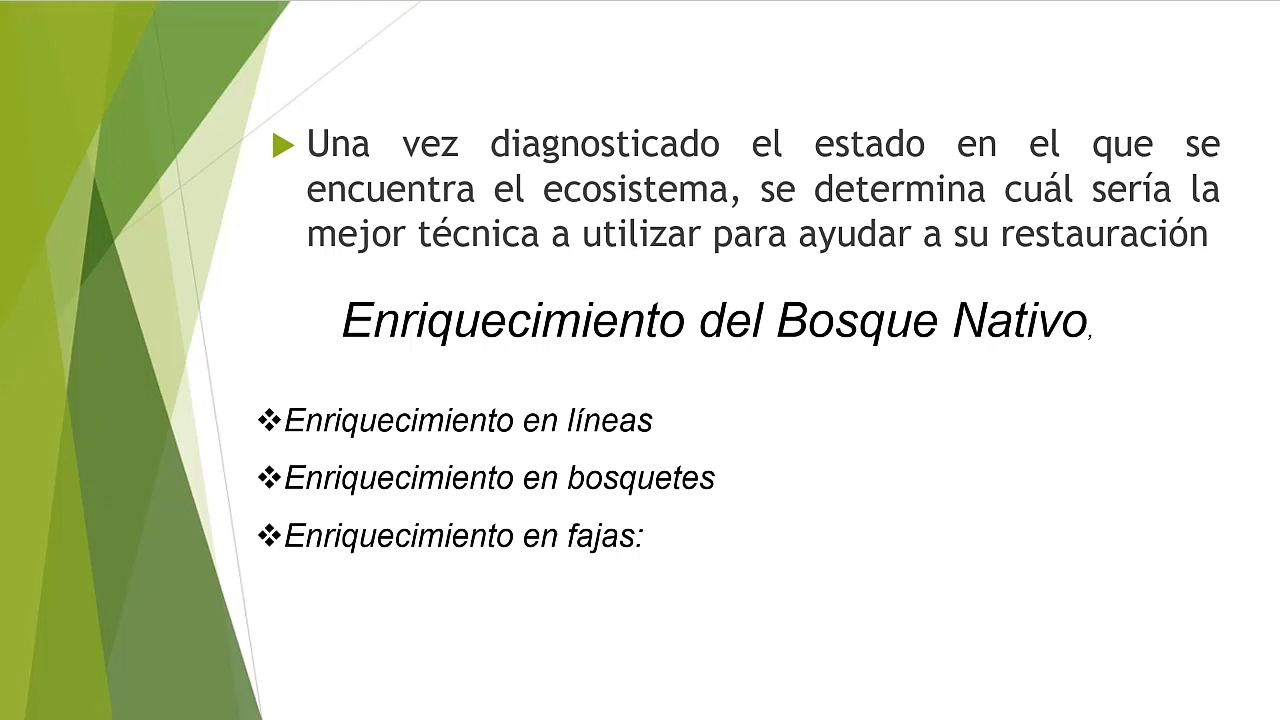 Una vez diagnosticado el estado en el que se
encuentra el ecosistema, se determina cuál sería la
mejor técnica a utilizar para ayudar a su restauración
Enriquecimiento del Bosque Nativo,
❖Enriquecimiento en líneas
❖Enriquecimiento en bosquetes
❖Enriquecimiento en fajas: